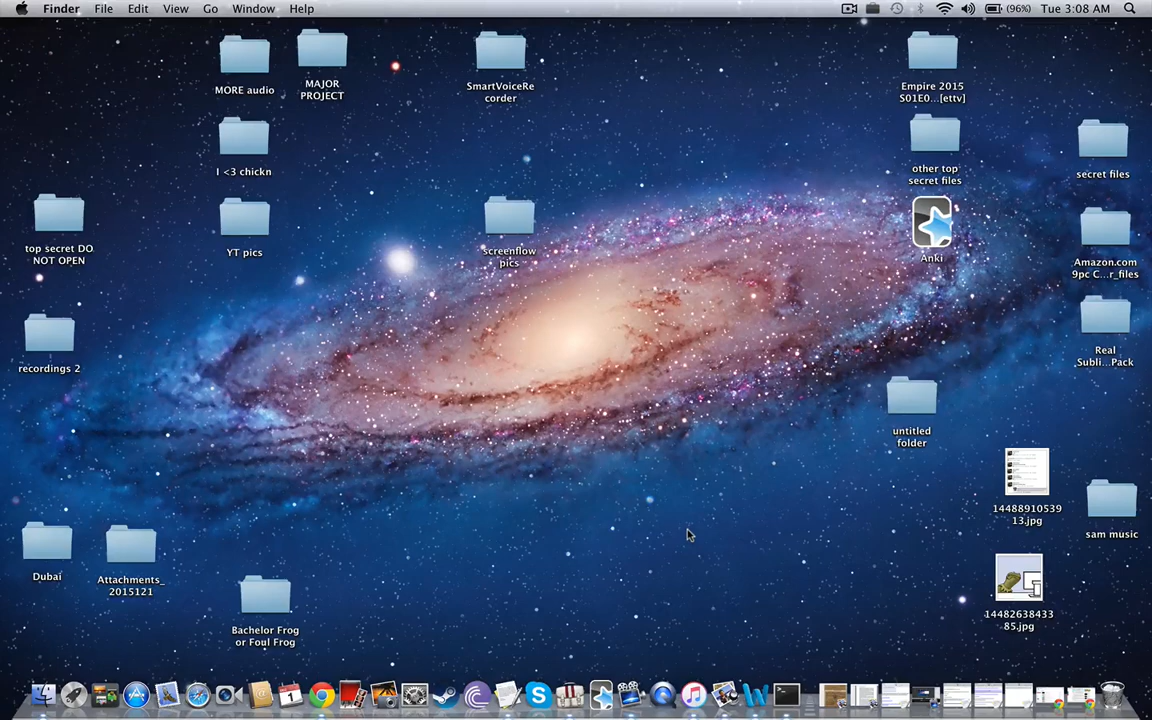 Finder File Edit View Go Window Help
(96%) Tue 3:08 AM
MORE audio
MAJOR
PROJECT
SmartVoiceRe
corder
Empire 2015
S01E0...[ettv]
I <3 chickn
other top
secret files
secret files
top secret DO
NOT OPEN
YT pics
screenflow
pics
Anki
Amazon.com
9pc C...r_files
recordings 2
Real
Subli...Pack
untitled
folder
14488910539
13.jpg
sam music
Dubai
Attachments_
2015121
Bachelor Frog
or Foul Frog
14482638433
85.jpg
1